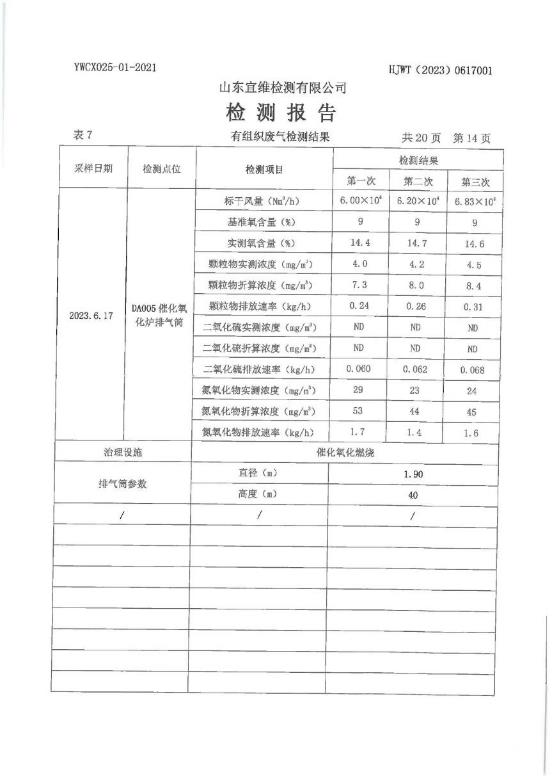 YWCX025-01-2021
HJWT（2023）0617001
山东宜维检测有限公司
检测报告
表 7
有组织废气检测结果
共 20 页 第 14 页
采样日期 检测点位 检测项目 检测结果
第一次 第二次 第三次
2023.6.17 DA005 催化氧化炉排气筒
标干风量（Nm³/h） 6.00×10⁴ 6.20×10⁴ 6.83×10⁴
基准氧含量（%） 9 9 9
实测氧含量（%） 14.4 14.7 14.6
颗粒物实测浓度（mg/m³） 4.0 4.2 4.5
颗粒物折算浓度（mg/m³） 7.3 8.0 8.4
颗粒物排放速率（kg/h） 0.24 0.26 0.31
二氧化硫实测浓度（mg/m³） ND ND ND
二氧化硫折算浓度（mg/m³） ND ND ND
二氧化硫排放速率（kg/h） 0.060 0.062 0.068
氮氧化物实测浓度（mg/m³） 29 23 24
氮氧化物折算浓度（mg/m³） 53 44 45
氮氧化物排放速率（kg/h） 1.7 1.4 1.6
治理设施 催化氧化燃烧
排气筒参数 直径（m） 1.90
高度（m） 40
/ / /